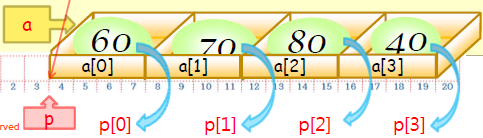 a
60 70 80 40
a[0] a[1] a[2] a[3]
2 3 4 5 6 7 8 9 10 11 12 13 14 15 16 17 18 19 20
p
rved
p[0] p[1] p[2] p[3]